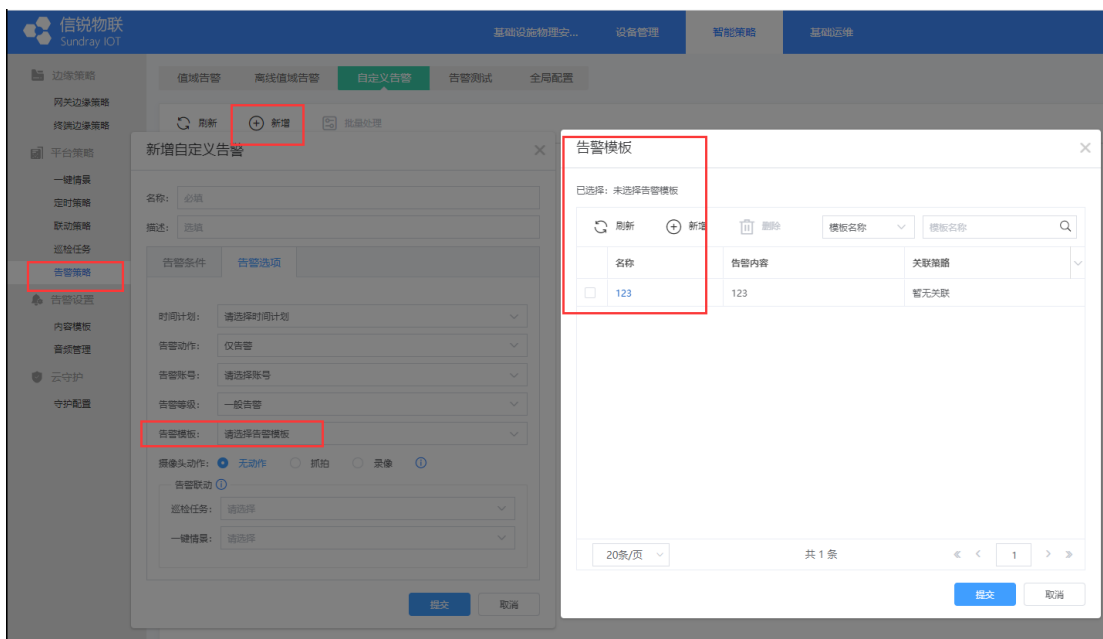 信锐物联
Sundray IOT
基础设施物理安... 设备管理 智能策略 基础运维
边缘策略
网关边缘策略
终端边缘策略
平台策略
一键情景
定时策略
联动策略
巡检任务
告警策略
告警设置
内容模板
音频管理
云守护
守护配置
值域告警 离线值域告警 自定义告警 告警测试 全局配置
刷新 新增 批量处理
新增自定义告警
名称: 必填
描述: 选填
告警条件 告警选项
时间计划: 请选择时间计划
告警动作: 仅告警
告警账号: 请选择账号
告警等级: 一般告警
告警模板: 请选择告警模板
摄像头动作: 无动作 抓拍 录像
告警联动
巡检任务: 请选择
一键情景: 请选择
提交 取消
告警模板
已选择: 未选择告警模板
刷新 新增 删除 模板名称 模板名称
名称 告警内容 关联策略
123 123 暂无关联
20条/页 共 1 条 1
提交 取消